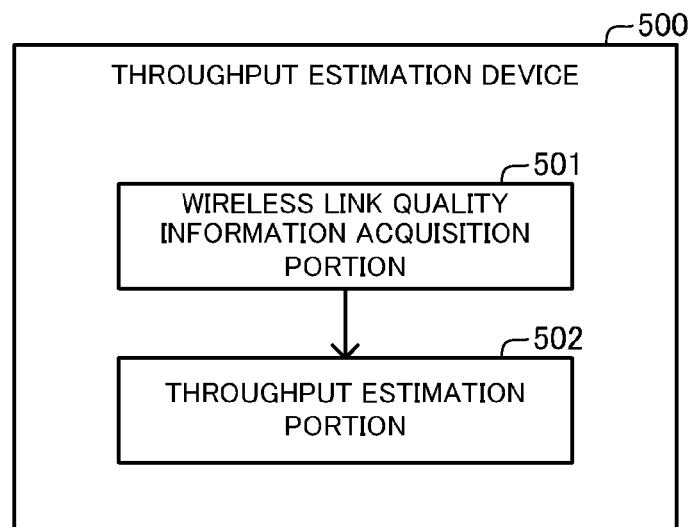 500
THROUGHPUT ESTIMATION DEVICE
501
WIRELESS LINK QUALITY
INFORMATION ACQUISITION
PORTION
502
THROUGHPUT ESTIMATION
PORTION